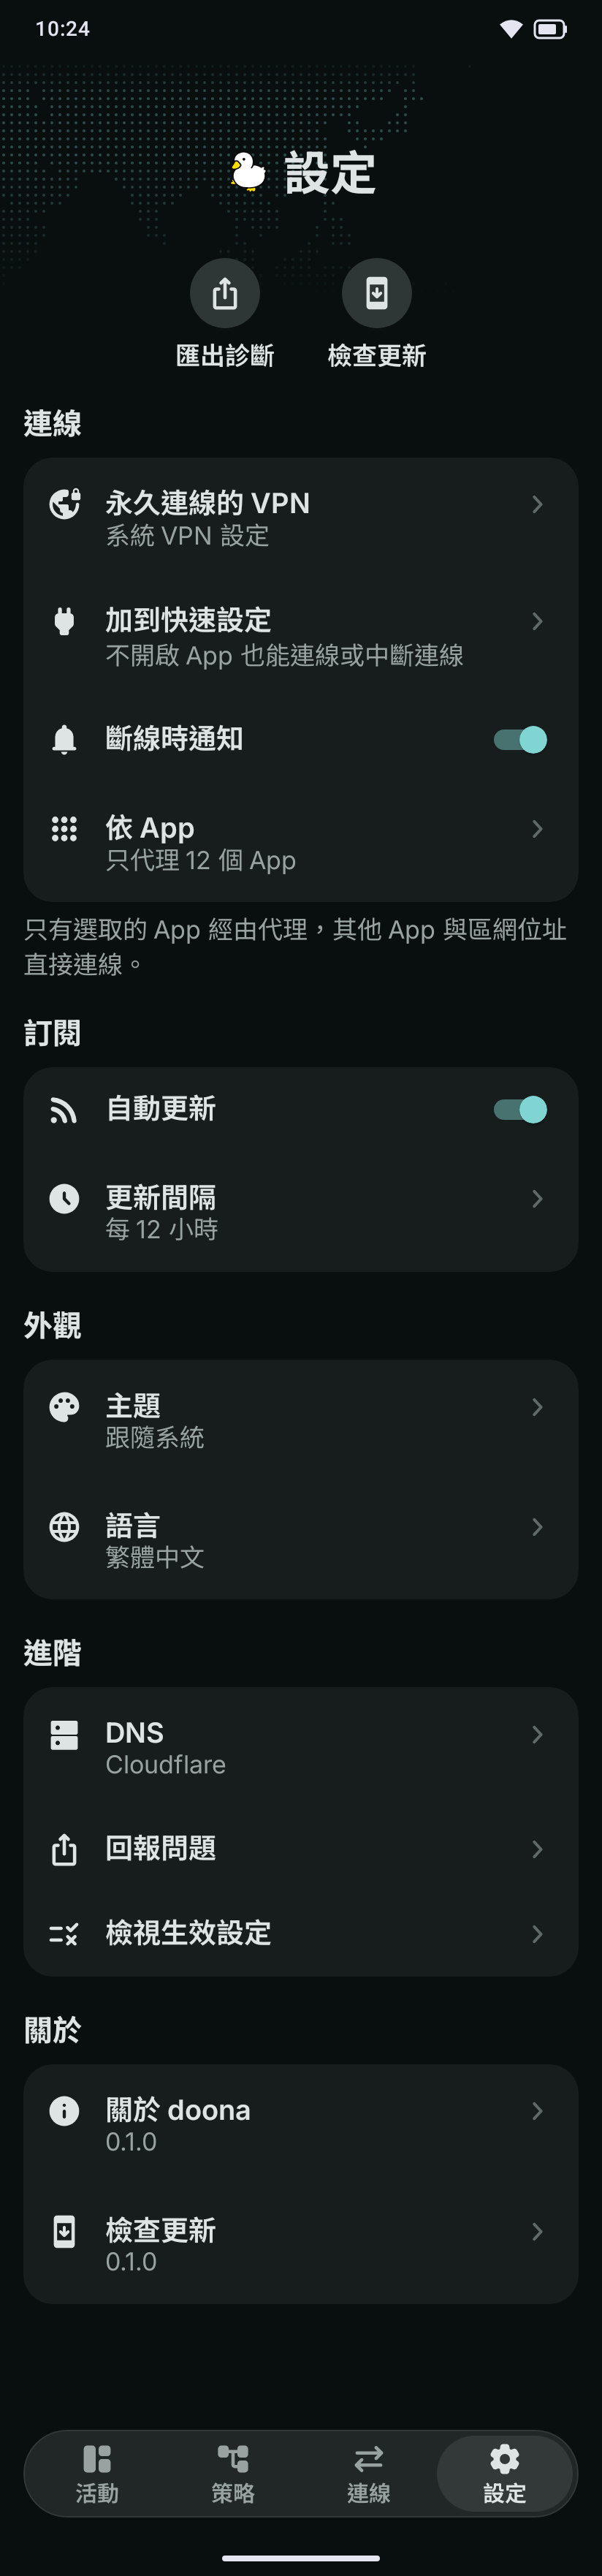 10:24
設定
匯出診斷
檢查更新
連線
永久連線的 VPN
系統 VPN 設定
加到快速設定
不開啟 App 也能連線或中斷連線
斷線時通知
依 App
只代理 12 個 App
只有選取的 App 經由代理，其他 App 與區網位址
直接連線。
訂閱
自動更新
更新間隔
每 12 小時
外觀
主題
跟隨系統
語言
繁體中文
進階
DNS
Cloudflare
回報問題
檢視生效設定
關於
關於 doona
0.1.0
檢查更新
0.1.0
活動
策略
連線
設定